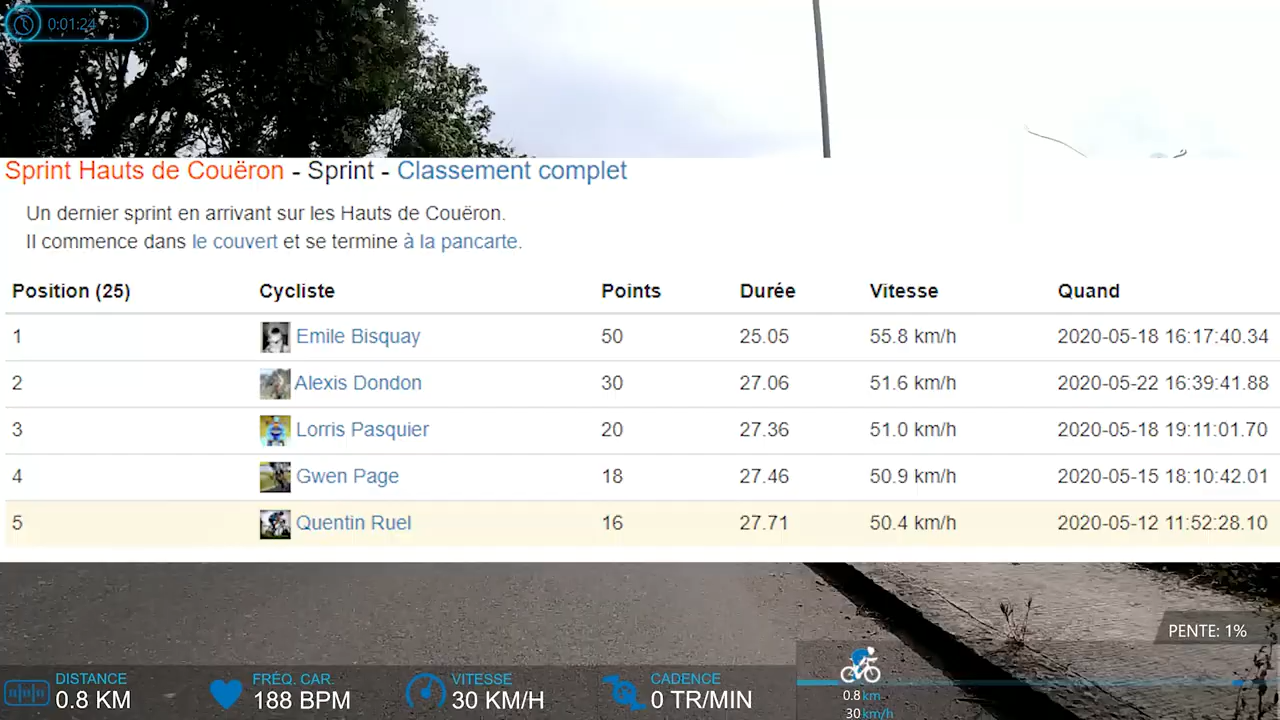 0:01:24
Sprint Hauts de Couëron - Sprint - Classement complet
Un dernier sprint en arrivant sur les Hauts de Couëron.
Il commence dans le couvert et se termine à la pancarte.
Position (25) Cycliste Points Durée Vitesse Quand
1 Emile Bisquay 50 25.05 55.8 km/h 2020-05-18 16:17:40.34
2 Alexis Dondon 30 27.06 51.6 km/h 2020-05-22 16:39:41.88
3 Lorris Pasquier 20 27.36 51.0 km/h 2020-05-18 19:11:01.70
4 Gwen Page 18 27.46 50.9 km/h 2020-05-15 18:10:42.01
5 Quentin Ruel 16 27.71 50.4 km/h 2020-05-12 11:52:28.10
PENTE: 1%
DISTANCE
0.8 KM
FRÉQ. CAR.
188 BPM
VITESSE
30 KM/H
CADENCE
0 TR/MIN
0.8 km
30 km/h